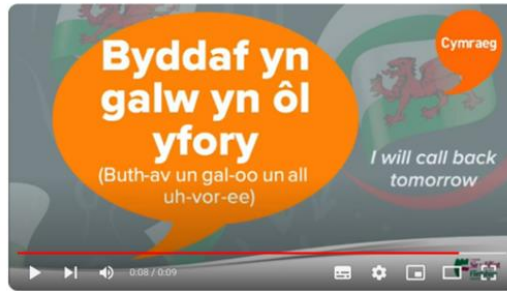 Byddaf yn
galw yn ôl
yfory
(Buth-av un gal-oo un all
uh-vor-ee)
Cymraeg
I will call back
tomorrow
0:08 / 0:09